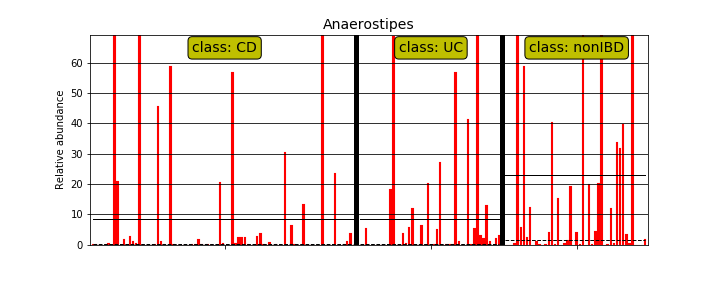 Anaerostipes
class: CD
class: UC
class: nonIBD
Relative abundance
60
50
40
30
20
10
0